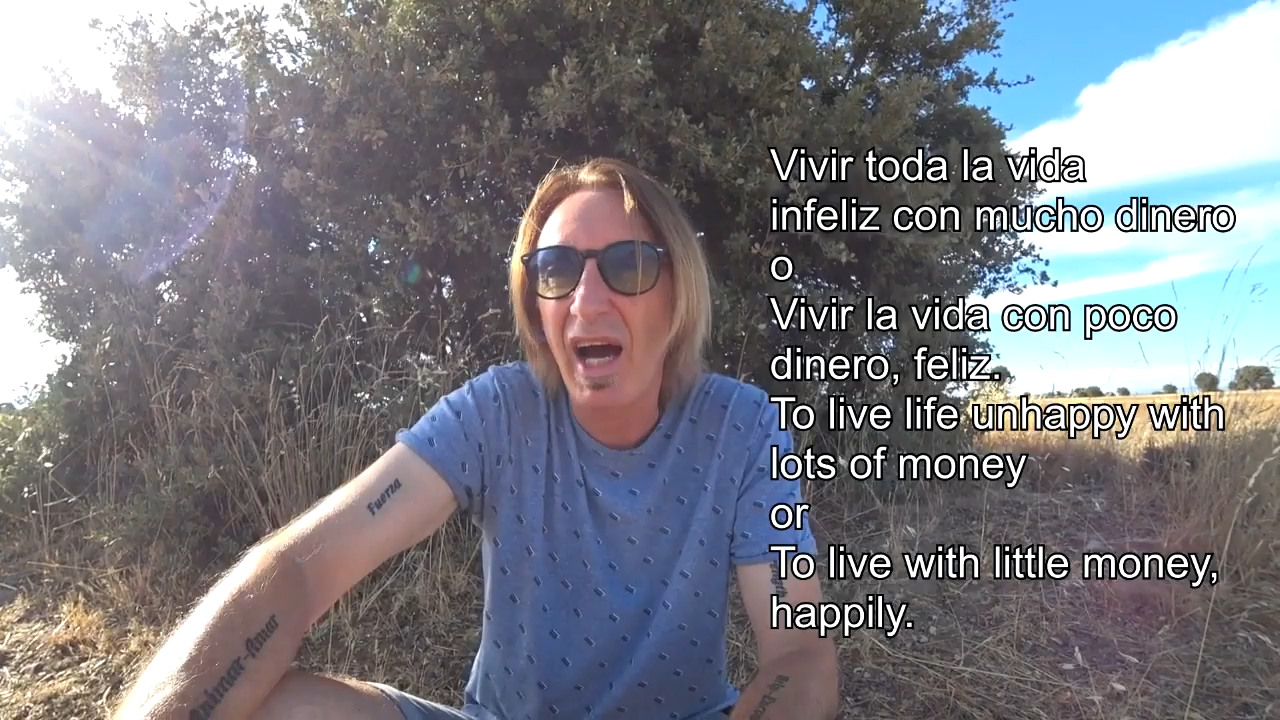 Vivir toda la vida
infeliz con mucho dinero
o
Vivir la vida con poco
dinero, feliz.
To live life unhappy with
lots of money
or
To live with little money,
happily.
Fuerza